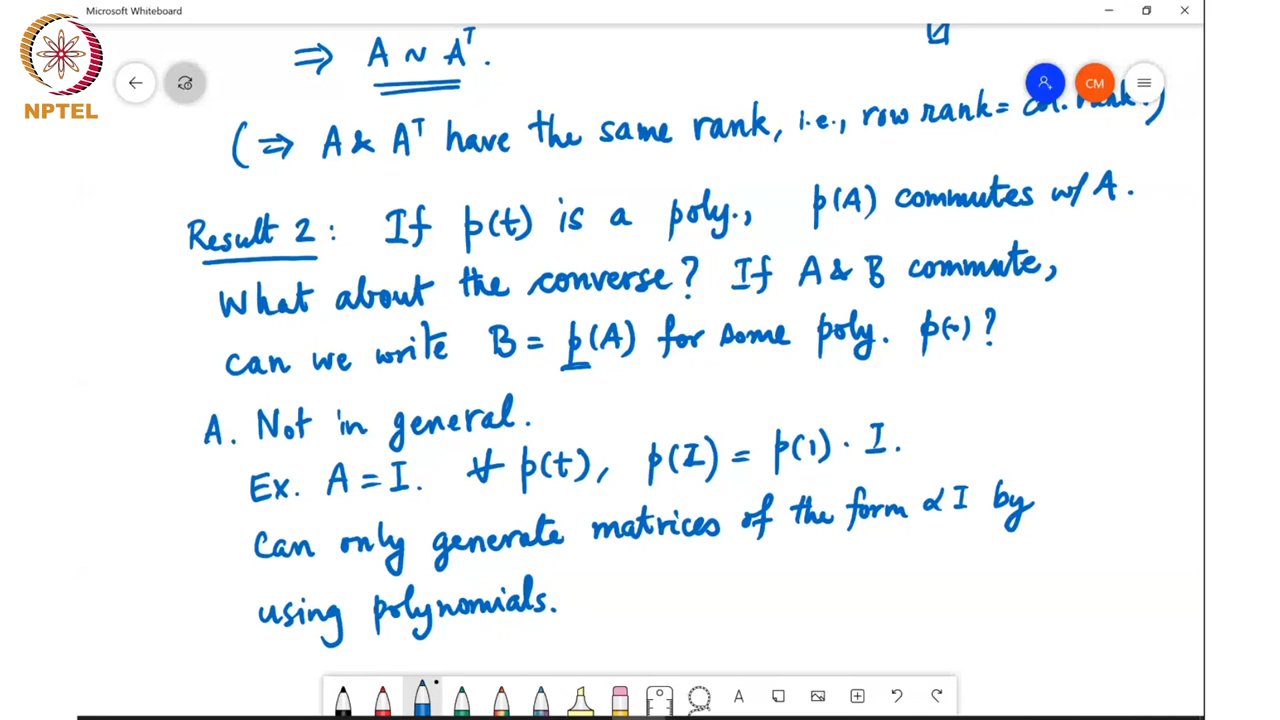 Microsoft Whiteboard
NPTEL
⇒ A ~ Aᵀ.
CM
(⇒ A & Aᵀ have the same rank, i.e., row rank = col. rank.)
Result 2: If p(t) is a poly., p(A) commutes w/ A.
What about the converse? If A & B commute,
can we write B = p(A) for some poly. p(·)?
A. Not in general.
Ex. A = I. ∀ p(t), p(I) = p(1) · I.
Can only generate matrices of the form α I by
using polynomials.
A